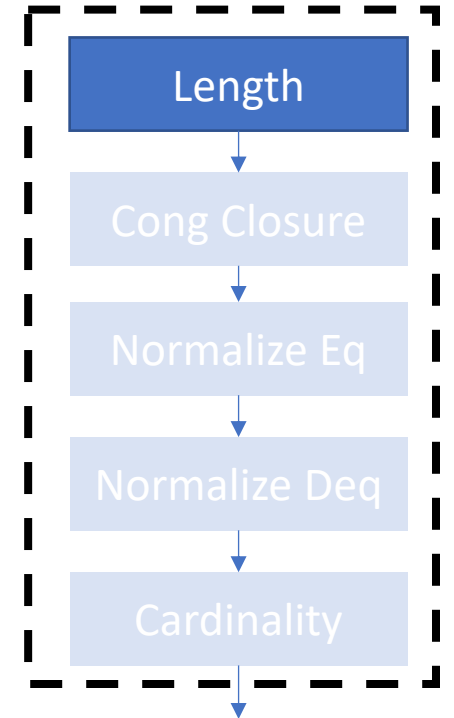 Length
Cong Closure
Normalize Eq
Normalize Deq
Cardinality